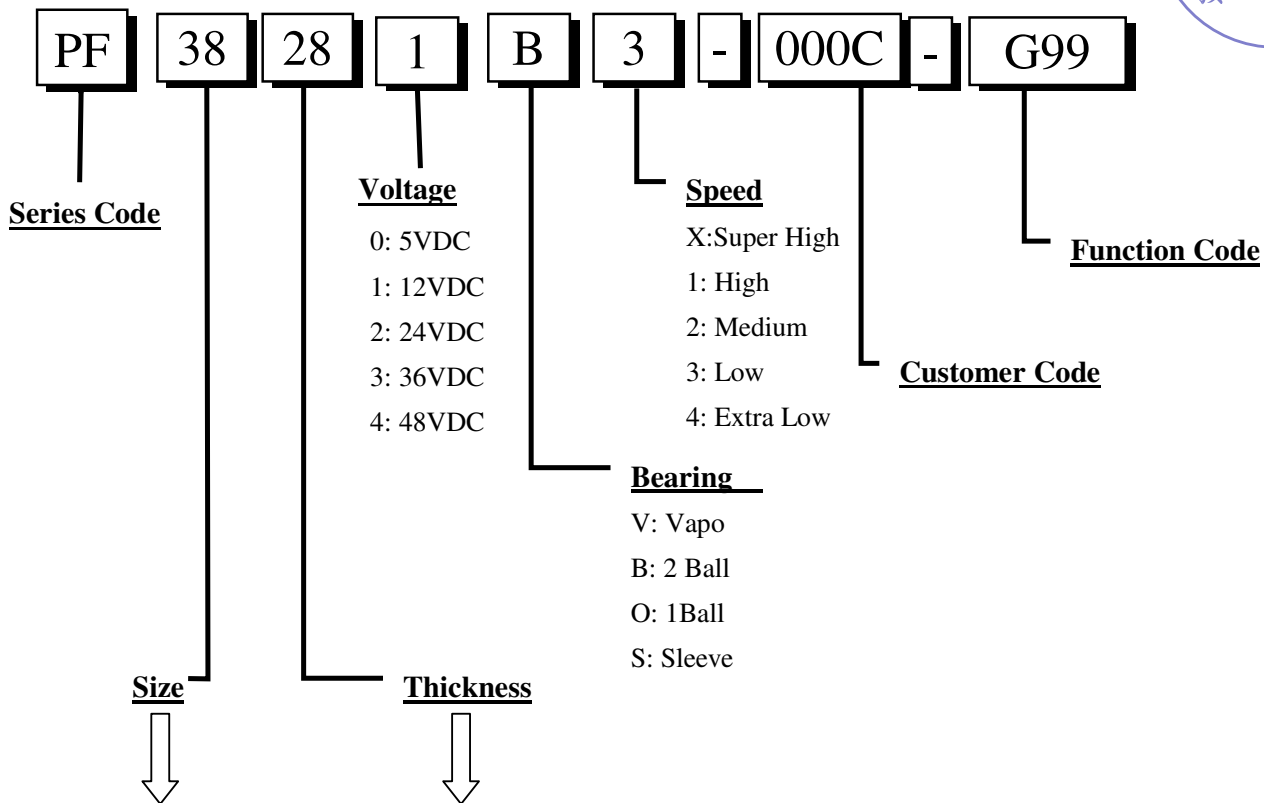 PF 38 28 1 B 3 - 000C - G99
Series Code
Voltage
0: 5VDC
1: 12VDC
2: 24VDC
3: 36VDC
4: 48VDC
Speed
X:Super High
1: High
2: Medium
3: Low
4: Extra Low
Function Code
Customer Code
Bearing
V: Vapo
B: 2 Ball
O: 1Ball
S: Sleeve
Size
Thickness